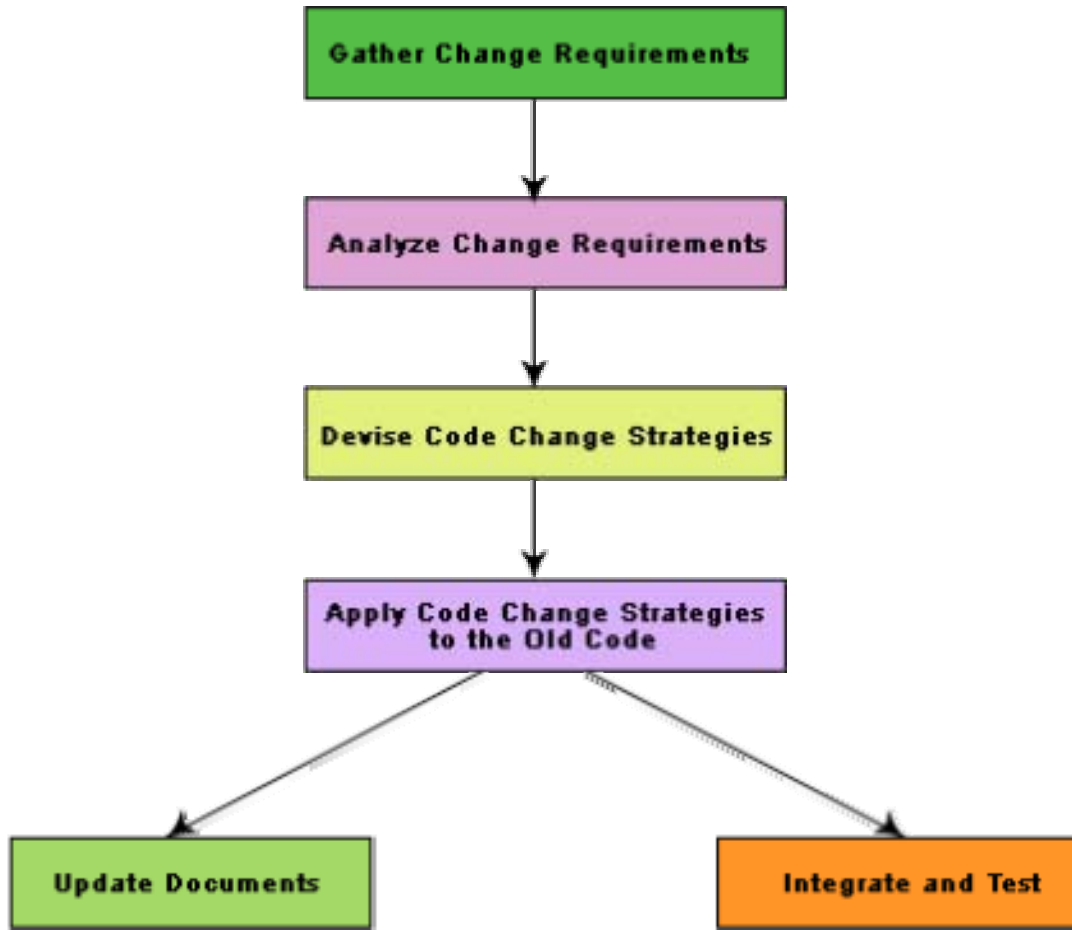 Gather Change Requirements
Analyze Change Requirements
Devise Code Change Strategies
Apply Code Change Strategies
to the Old Code
Update Documents
Integrate and Test